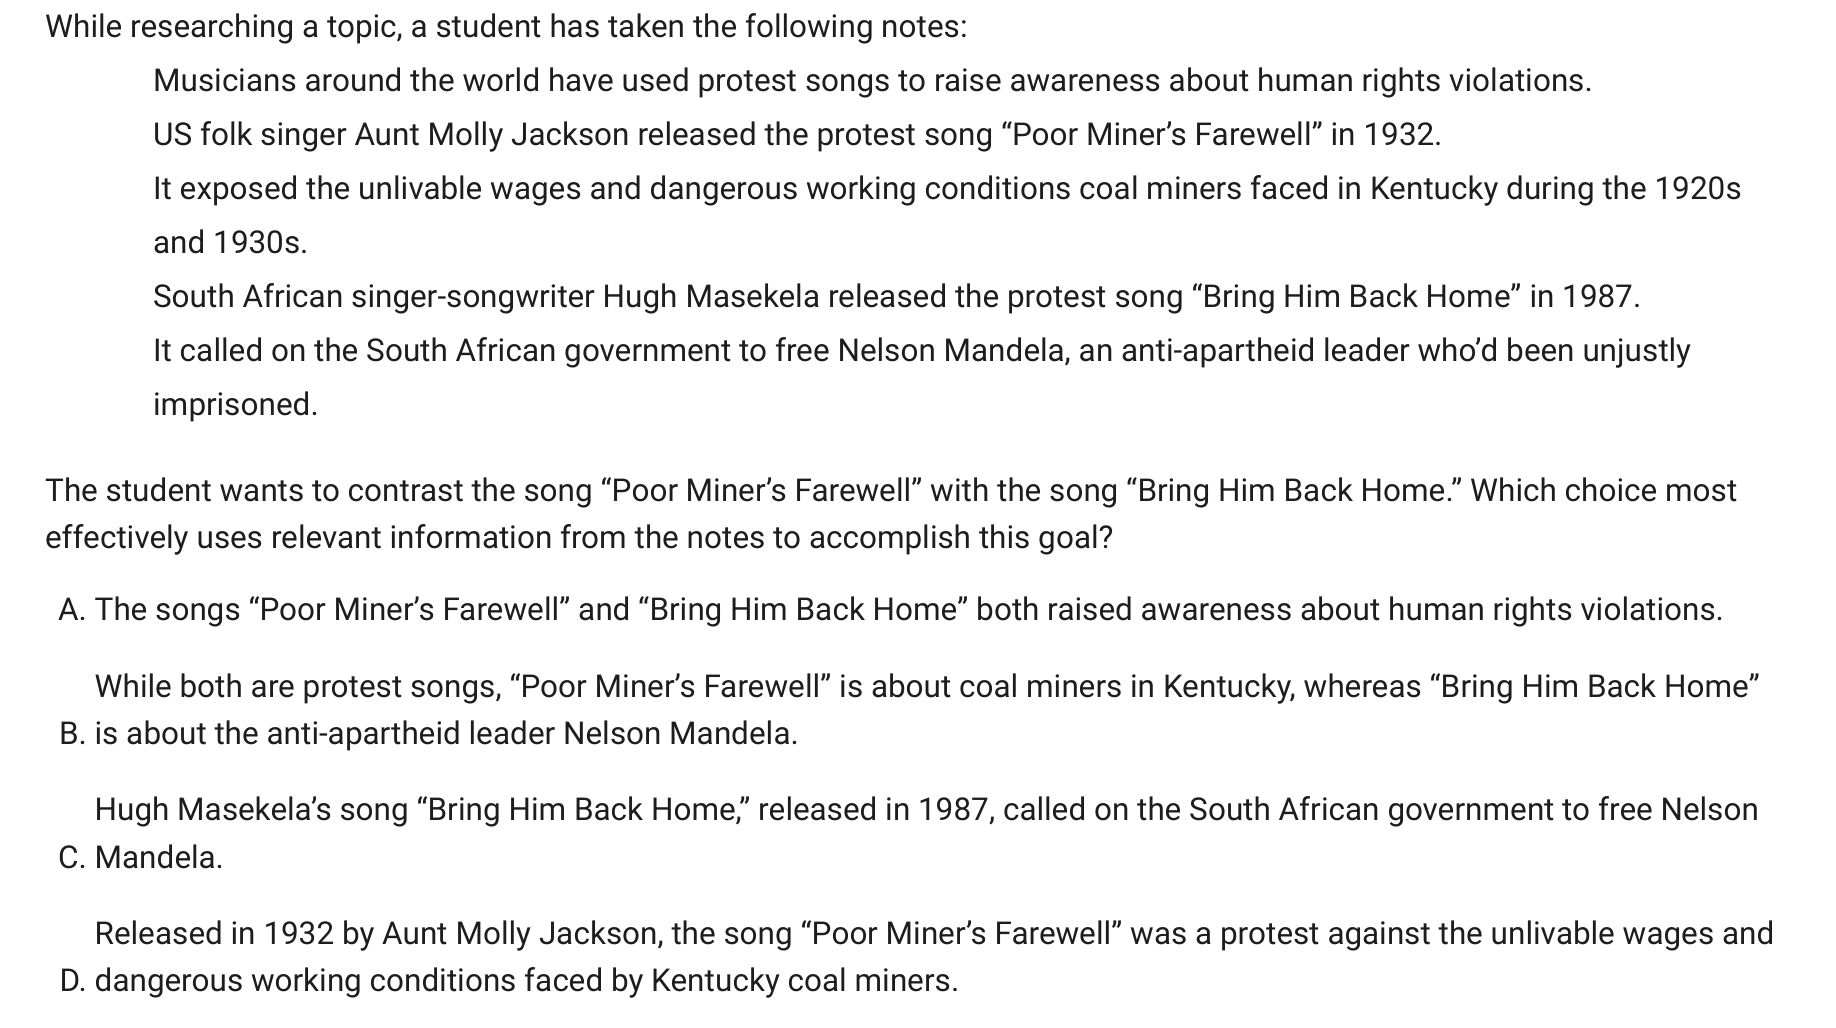 While researching a topic, a student has taken the following notes:
Musicians around the world have used protest songs to raise awareness about human rights violations.
US folk singer Aunt Molly Jackson released the protest song “Poor Miner’s Farewell” in 1932.
It exposed the unlivable wages and dangerous working conditions coal miners faced in Kentucky during the 1920s
and 1930s.
South African singer-songwriter Hugh Masekela released the protest song “Bring Him Back Home” in 1987.
It called on the South African government to free Nelson Mandela, an anti-apartheid leader who’d been unjustly
imprisoned.
The student wants to contrast the song “Poor Miner’s Farewell” with the song “Bring Him Back Home.” Which choice most
effectively uses relevant information from the notes to accomplish this goal?
A. The songs “Poor Miner’s Farewell” and “Bring Him Back Home” both raised awareness about human rights violations.
While both are protest songs, “Poor Miner’s Farewell” is about coal miners in Kentucky, whereas “Bring Him Back Home”
B. is about the anti-apartheid leader Nelson Mandela.
Hugh Masekela’s song “Bring Him Back Home,” released in 1987, called on the South African government to free Nelson
C. Mandela.
Released in 1932 by Aunt Molly Jackson, the song “Poor Miner’s Farewell” was a protest against the unlivable wages and
D. dangerous working conditions faced by Kentucky coal miners.